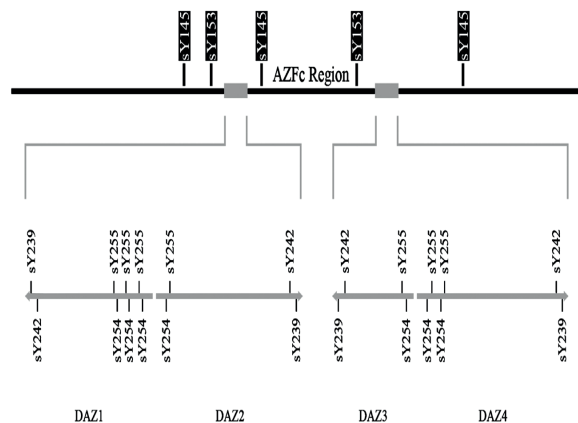 sY145 sY153 sY145 sY153 sY145
AZFc Region
sY239 sY255 sY255 sY255 sY255 sY242 sY242 sY255 sY255 sY255 sY242
sY242 sY254 sY254 sY254 sY254 sY239 sY239 sY254 sY254 sY254 sY239
DAZ1 DAZ2 DAZ3 DAZ4